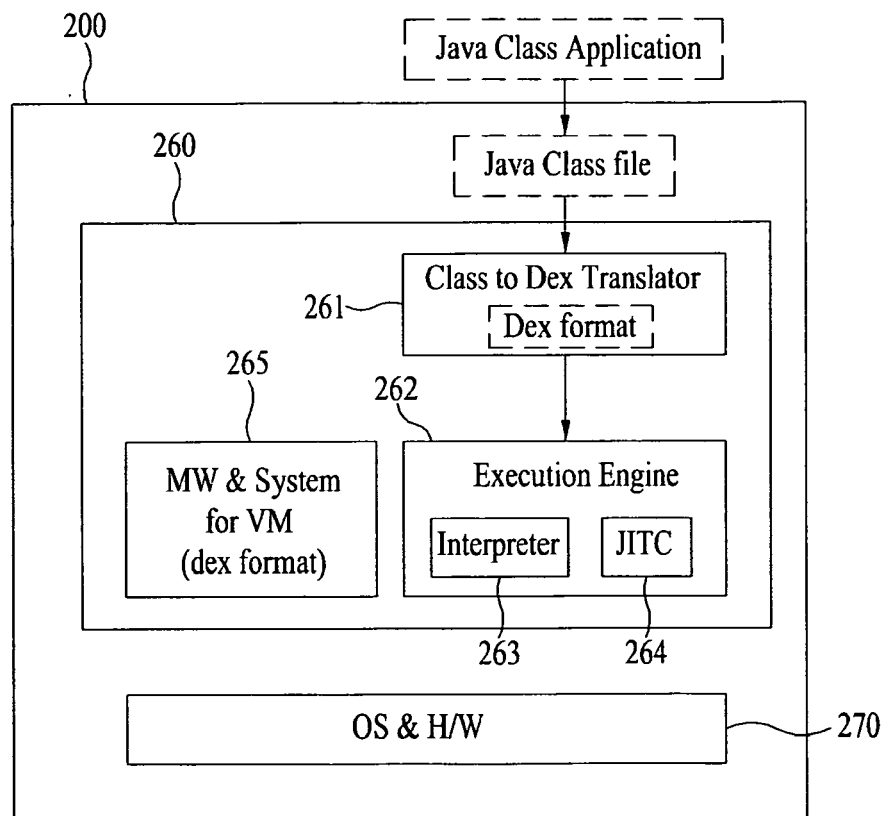 200
Java Class Application
260
Java Class file
Class to Dex Translator
261
Dex format
265
262
MW & System
for VM
(dex format)
Execution Engine
Interpreter
JITC
263
264
OS & H/W
270